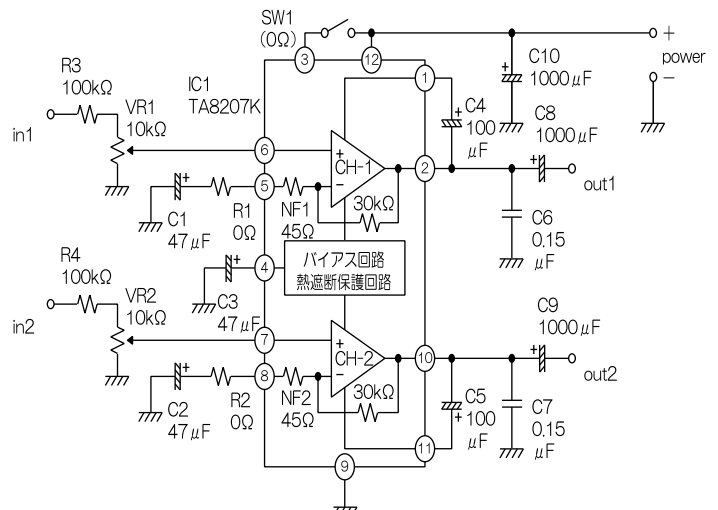 SW1
(0Ω)
3
12
+
power
−
C10
1000μF
R3
100kΩ
IC1
TA8207K
1
C4
100
μF
C8
1000μF
in1
VR1
10kΩ
6
+
CH-1
−
2
out1
5
C1
47μF
R1
0Ω
NF1
45Ω
30kΩ
C6
0.15
μF
バイアス回路
熱遮断保護回路
4
R4
100kΩ
C3
47μF
C9
1000μF
in2
VR2
10kΩ
7
+
CH-2
−
10
out2
8
C2
47μF
R2
0Ω
NF2
45Ω
30kΩ
C5
100
μF
C7
0.15
μF
11
9